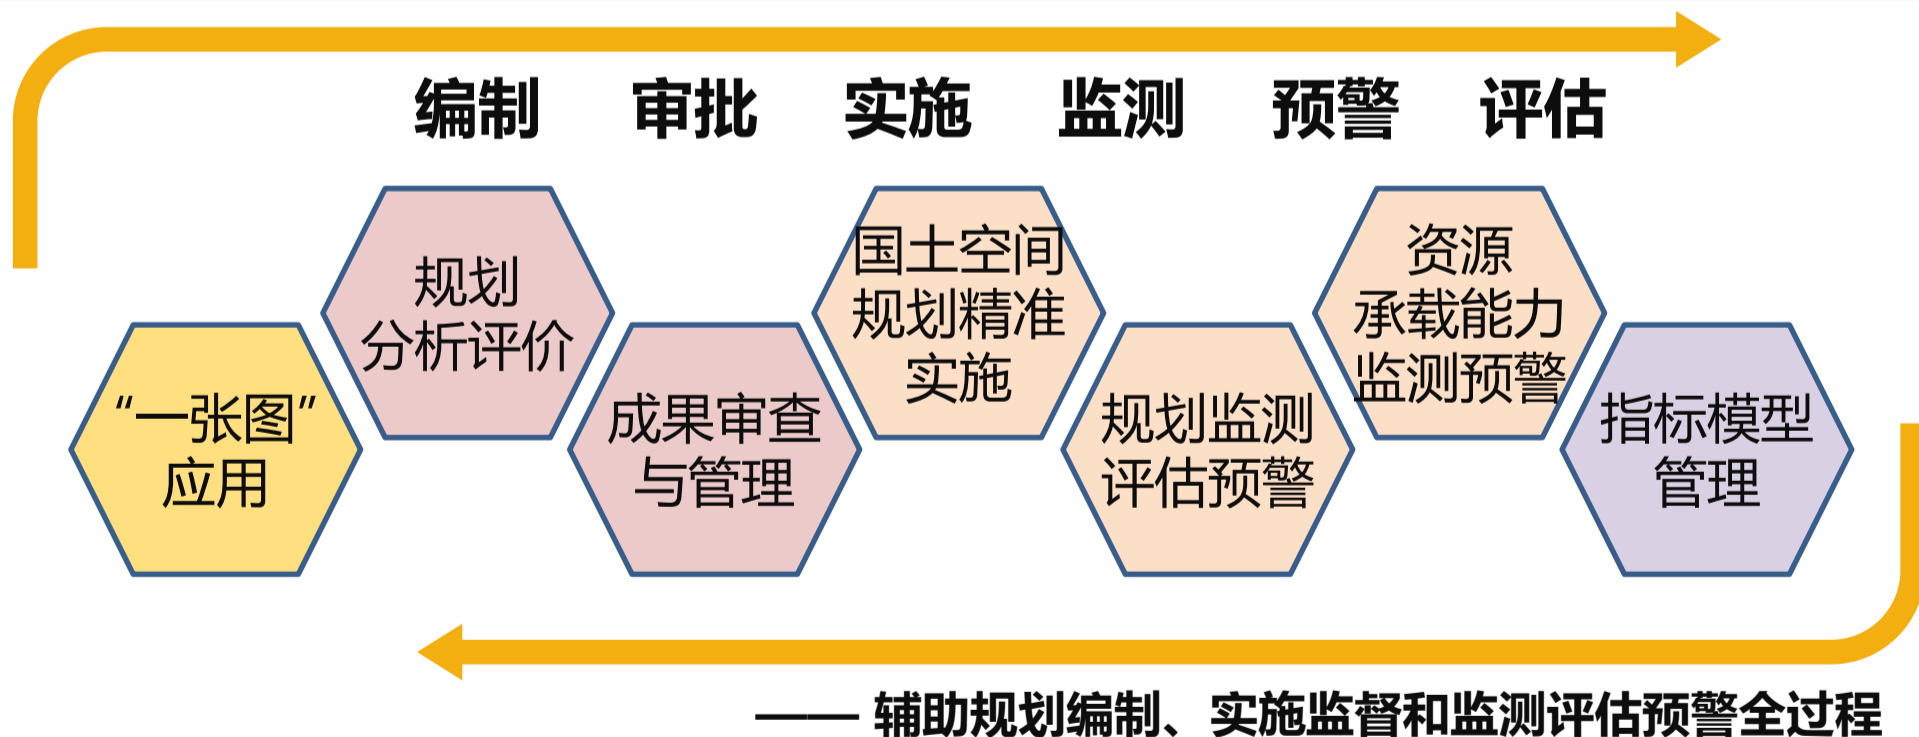 编制 审批 实施 监测 预警 评估
“一张图”
应用
规划
分析评价
成果审查
与管理
国土空间
规划精准
实施
规划监测
评估预警
资源
承载能力
监测预警
指标模型
管理
—— 辅助规划编制、实施监督和监测评估预警全过程